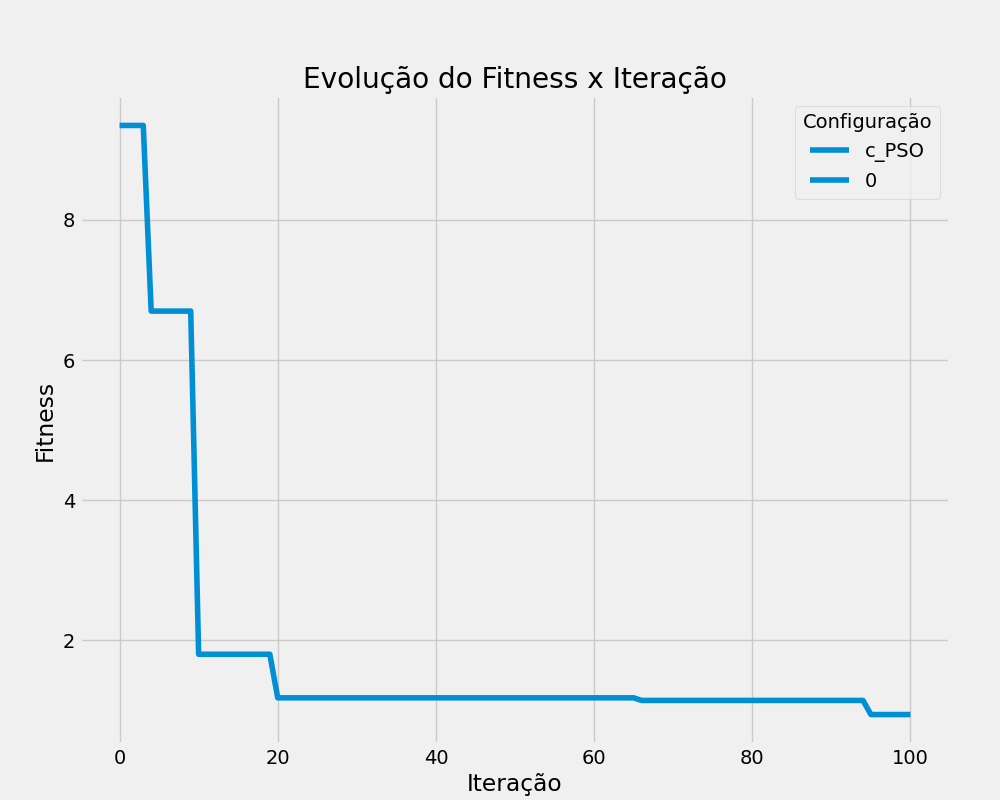 Evolução do Fitness x Iteração
Configuração
c_PSO
0
8
6
4
2
Fitness
0 20 40 60 80 100
Iteração